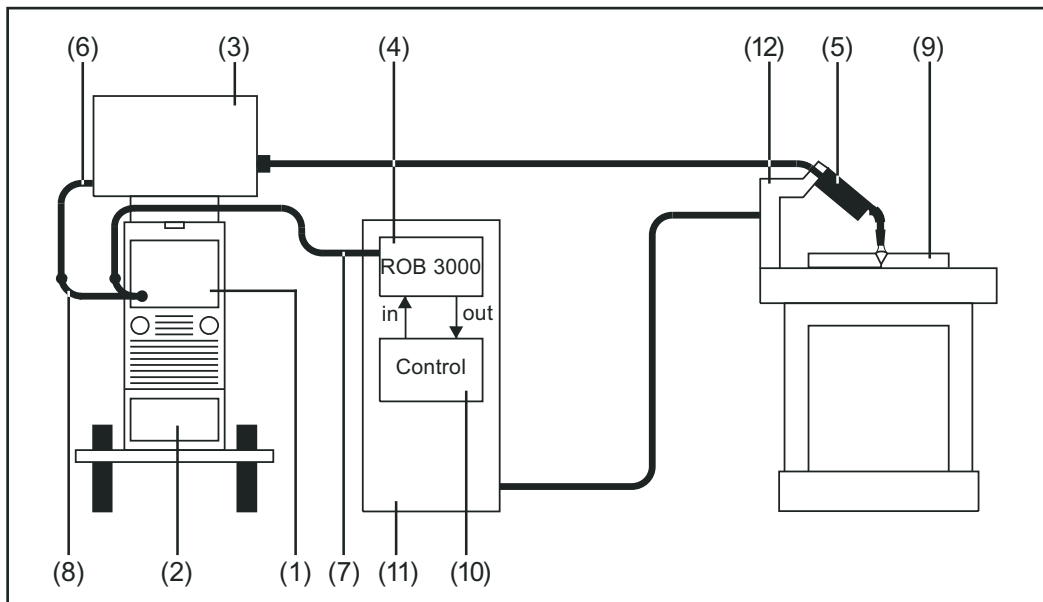 (6) (3) (4) (12) (5) (9)
ROB 3000
in out
Control
(8) (2) (1) (7) (11) (10)